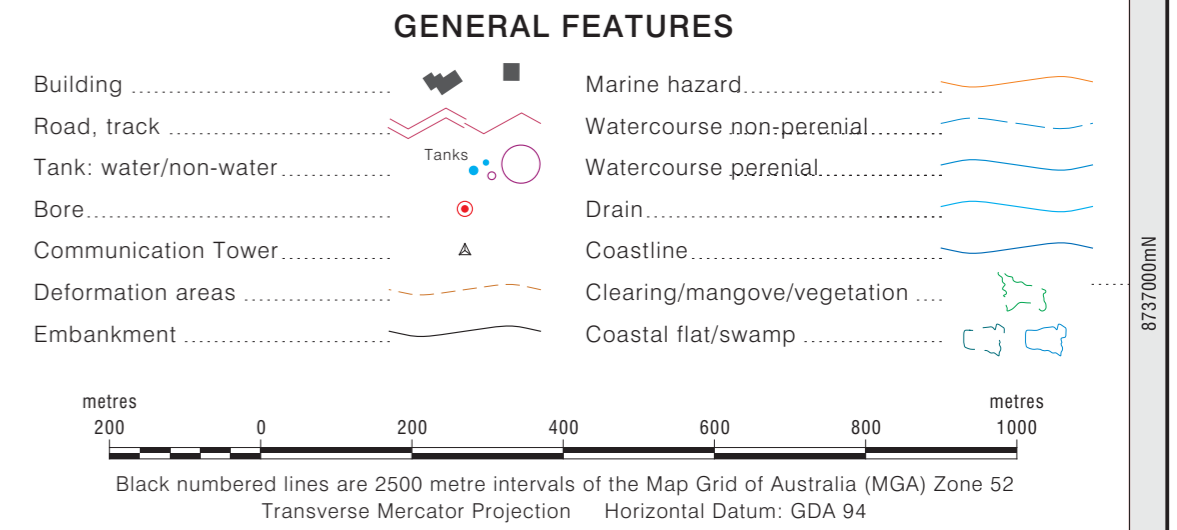 GENERAL FEATURES
Building
Road, track
Tank: water/non-water
Tanks
Bore
Communication Tower
Deformation areas
Embankment
Marine hazard
Watercourse non-perenial
Watercourse perenial
Drain
Coastline
Clearing/mangove/vegetation
Coastal flat/swamp
8737000mN
metres metres
200 0 200 400 600 800 1000
Black numbered lines are 2500 metre intervals of the Map Grid of Australia (MGA) Zone 52
Transverse Mercator Projection Horizontal Datum: GDA 94